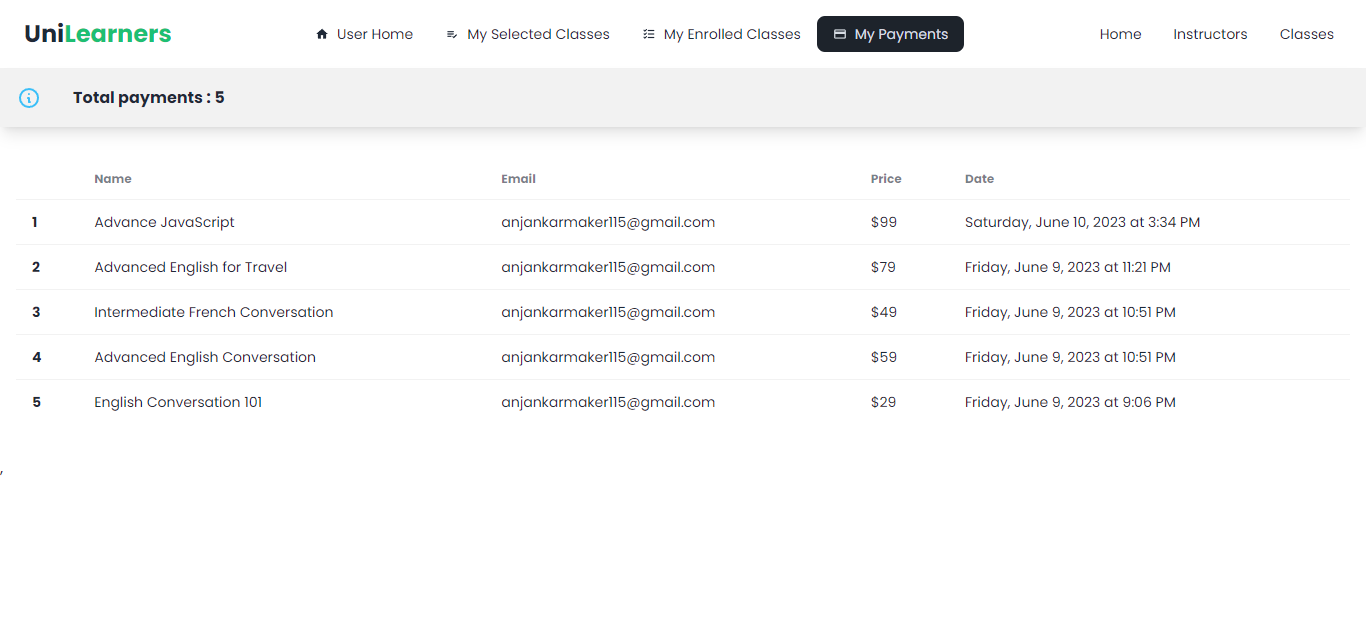 UniLearners User Home My Selected Classes My Enrolled Classes My Payments Home Instructors Classes
Total payments : 5
Name Email Price Date
1 Advance JavaScript anjankarmaker115@gmail.com $99 Saturday, June 10, 2023 at 3:34 PM
2 Advanced English for Travel anjankarmaker115@gmail.com $79 Friday, June 9, 2023 at 11:21 PM
3 Intermediate French Conversation anjankarmaker115@gmail.com $49 Friday, June 9, 2023 at 10:51 PM
4 Advanced English Conversation anjankarmaker115@gmail.com $59 Friday, June 9, 2023 at 10:51 PM
5 English Conversation 101 anjankarmaker115@gmail.com $29 Friday, June 9, 2023 at 9:06 PM
,